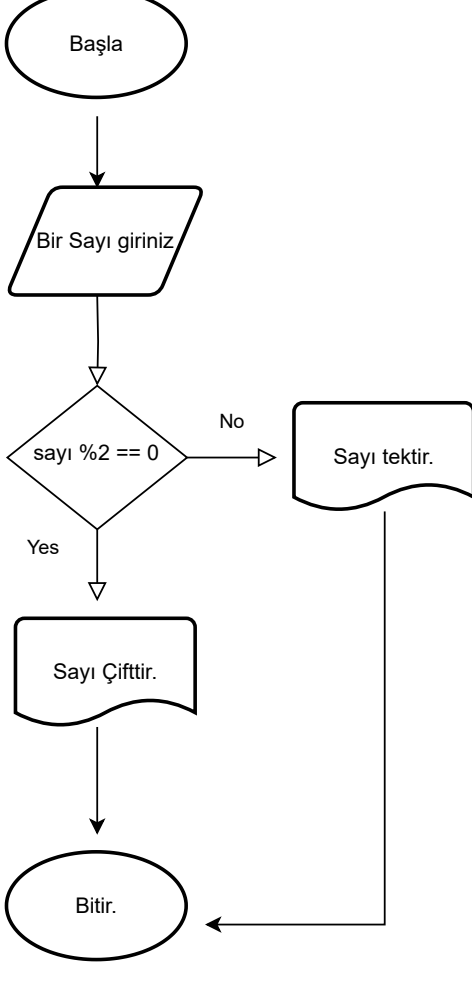 Başla
Bir Sayı giriniz
sayı %2 == 0
No
Sayı tektir.
Yes
Sayı Çifttir.
Bitir.